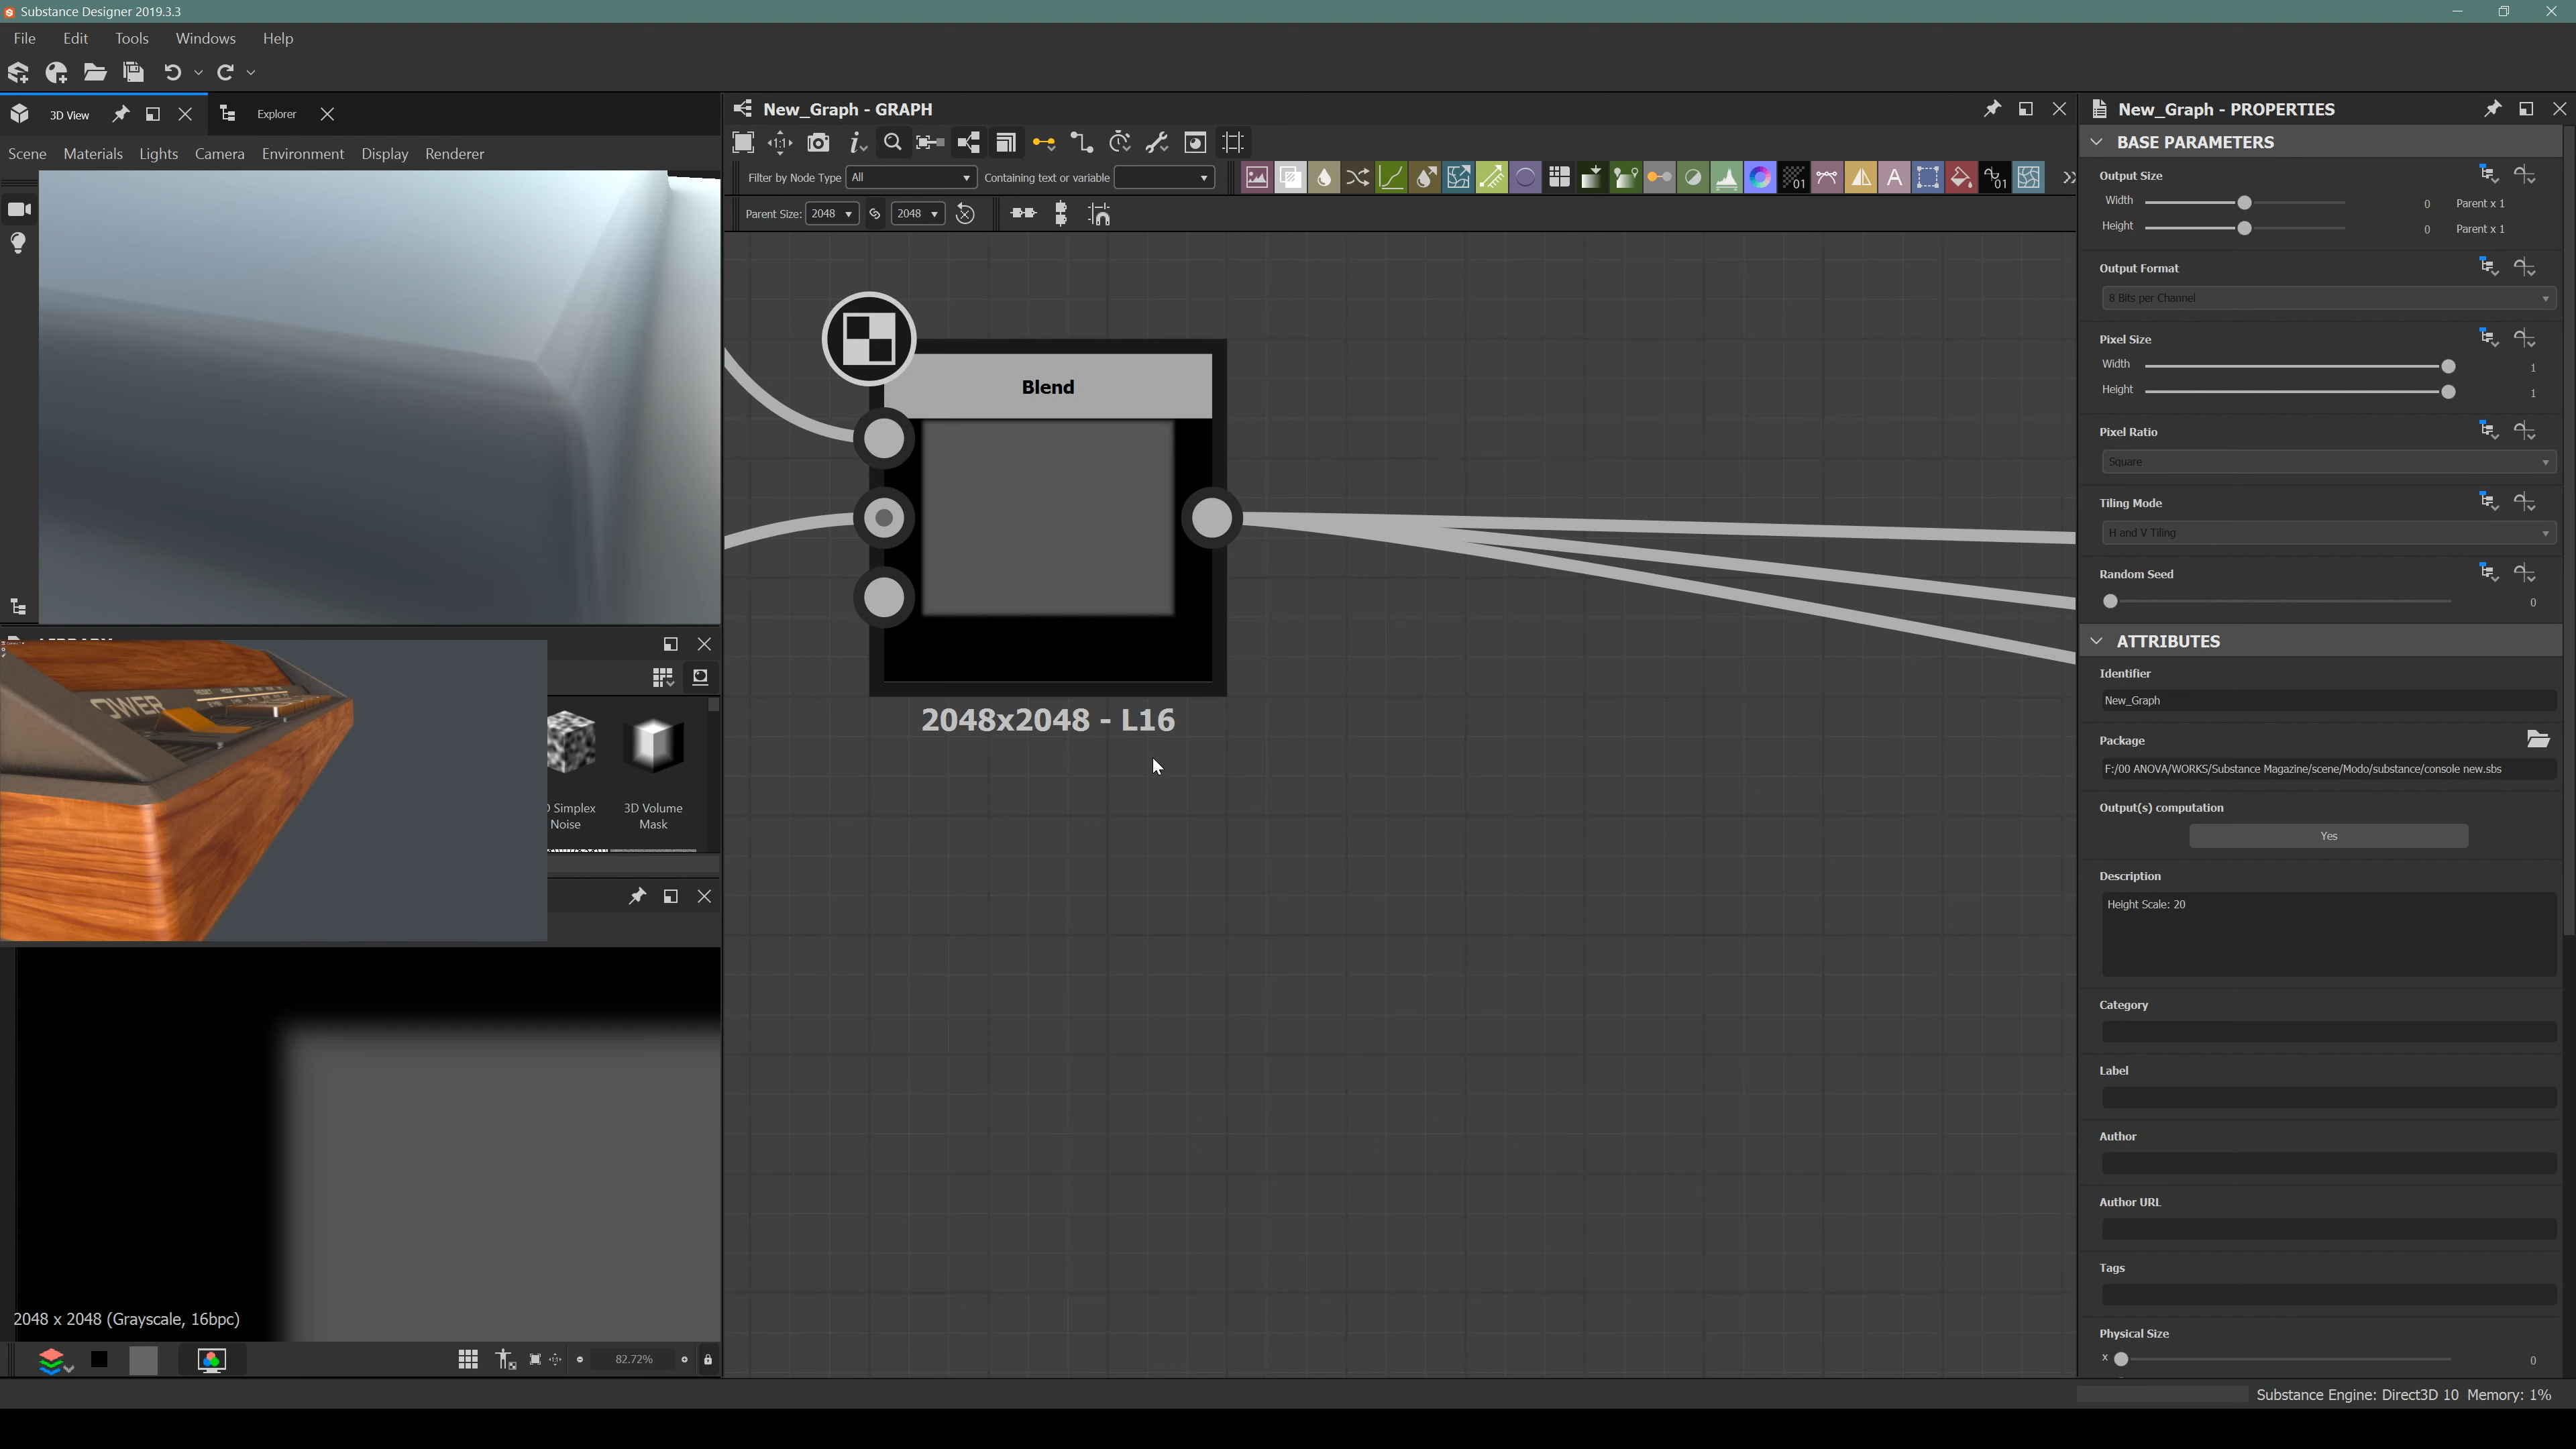 Substance Designer 2019.3.3
File Edit Tools Windows Help
3D View Explorer
Scene Materials Lights Camera Environment Display Renderer
New_Graph - GRAPH
Filter by Node Type All Containing text or variable
Parent Size: 2048 2048
Blend
2048x2048 - L16
OWER
Simplex
Noise
3D Volume
Mask
2048 x 2048 (Grayscale, 16bpc)
82.72%
New_Graph - PROPERTIES
BASE PARAMETERS
Output Size
Width 0 Parent x 1
Height 0 Parent x 1
Output Format
8 Bits per Channel
Pixel Size
Width 1
Height 1
Pixel Ratio
Square
Tiling Mode
H and V Tiling
Random Seed
0
ATTRIBUTES
Identifier
New_Graph
Package
F:/00 ANOVA/WORKS/Substance Magazine/scene/Modo/substance/console new.sbs
Output(s) computation
Yes
Description
Height Scale: 20
Category
Label
Author
Author URL
Tags
Physical Size
x 0
Substance Engine: Direct3D 10 Memory: 1%